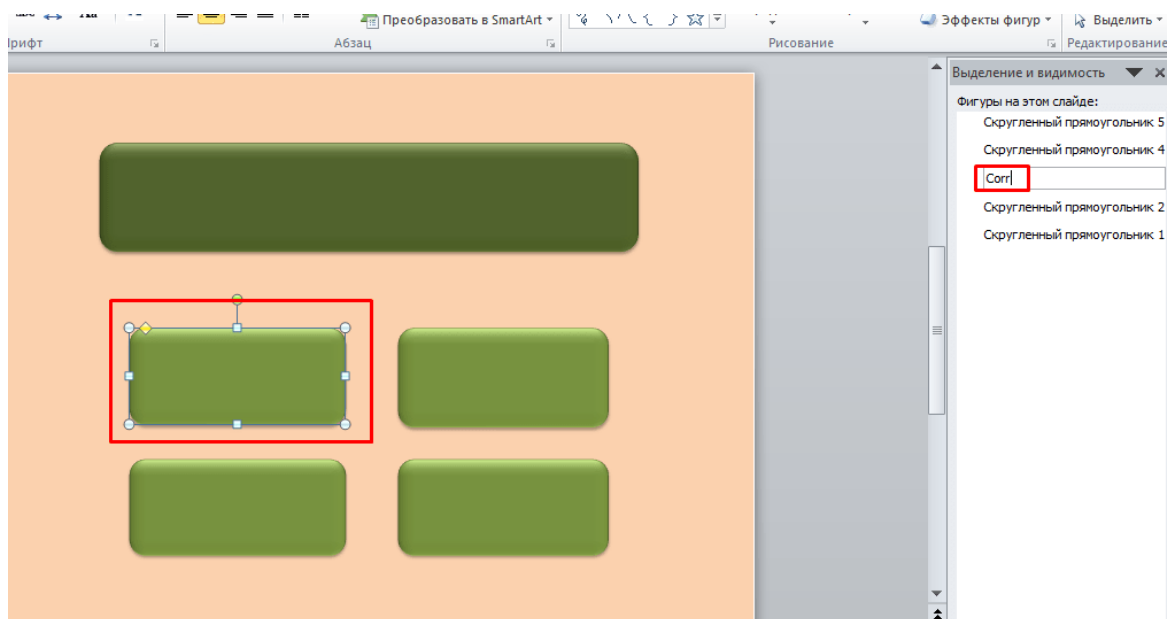 Преобразовать в SmartArt
Эффекты фигур
Выделить
Абзац
Рисование
Редактирование
Выделение и видимость
Фигуры на этом слайде:
Скругленный прямоугольник 5
Скругленный прямоугольник 4
Corr
Скругленный прямоугольник 2
Скругленный прямоугольник 1